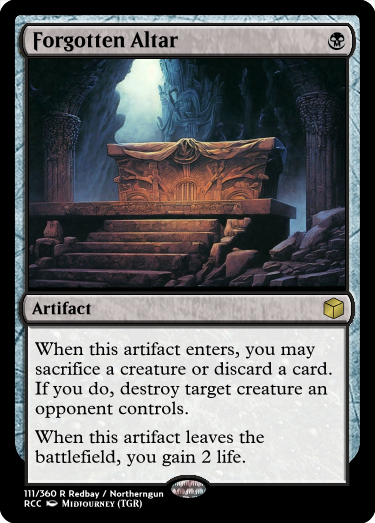 Forgotten Altar
Artifact
When this artifact enters, you may
sacrifice a creature or discard a card.
If you do, destroy target creature an
opponent controls.
When this artifact leaves the
battlefield, you gain 2 life.
111/360 R Redbay / Northerngun
RCC Midjourney (TGR)